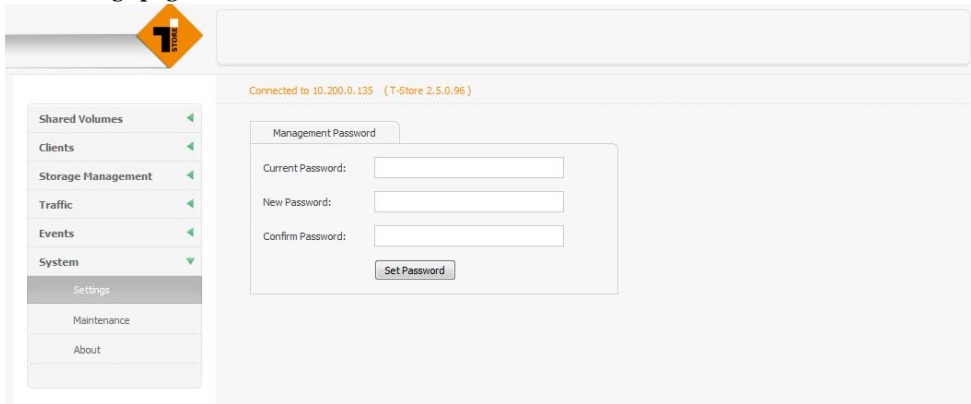 T STORE
Connected to 10.200.0.135 (T-Store 2.5.0.96)
Shared Volumes
Clients
Storage Management
Traffic
Events
System
Settings
Maintenance
About
Management Password
Current Password:
New Password:
Confirm Password:
Set Password